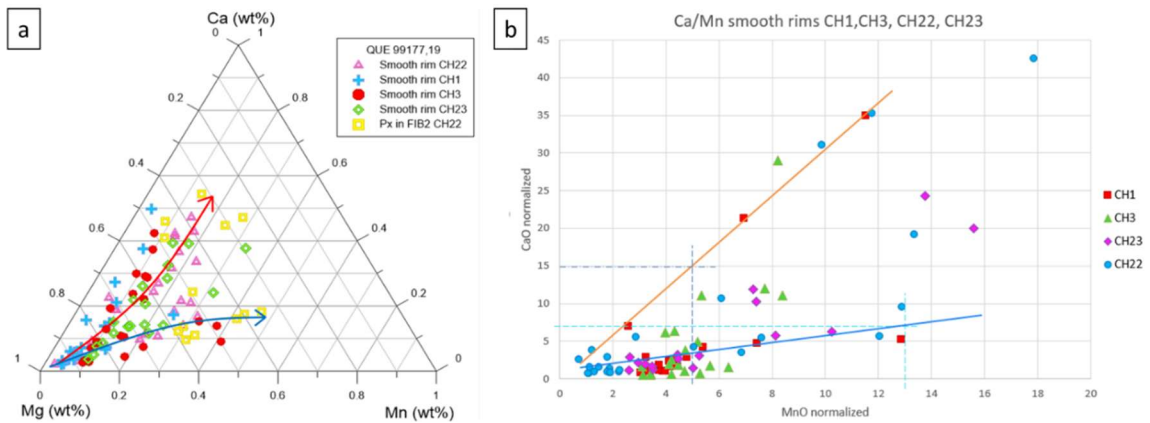 a
Ca (wt%)
0 1
QUE 99177,19
Smooth rim CH22
Smooth rim CH1
Smooth rim CH3
Smooth rim CH23
Px in FIB2 CH22
0.2 0.8
0.4 0.6
0.6 0.4
0.8 0.2
1 0
0 0.2 0.4 0.6 0.8 1
Mg (wt%) Mn (wt%)
b
Ca/Mn smooth rims CH1,CH3, CH22, CH23
45
40
35
30
25
20
15
10
5
0
CaO normalized
0 2 4 6 8 10 12 14 16 18 20
MnO normalized
CH1
CH3
CH23
CH22